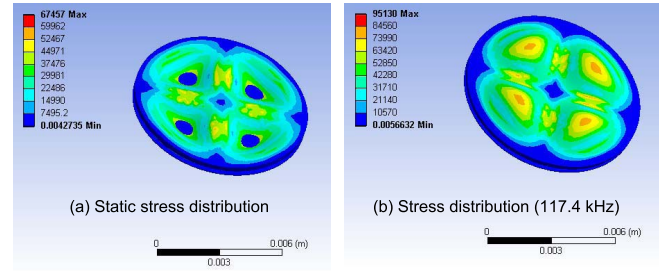 67457 Max
59962
52467
44971
37476
29981
22486
14990
7495.2
0.0042735 Min
(a) Static stress distribution
0
0.006 (m)
0.003
95130 Max
84560
73990
63420
52850
42280
31710
21140
10570
0.0056632 Min
(b) Stress distribution (117.4 kHz)
0
0.006 (m)
0.003